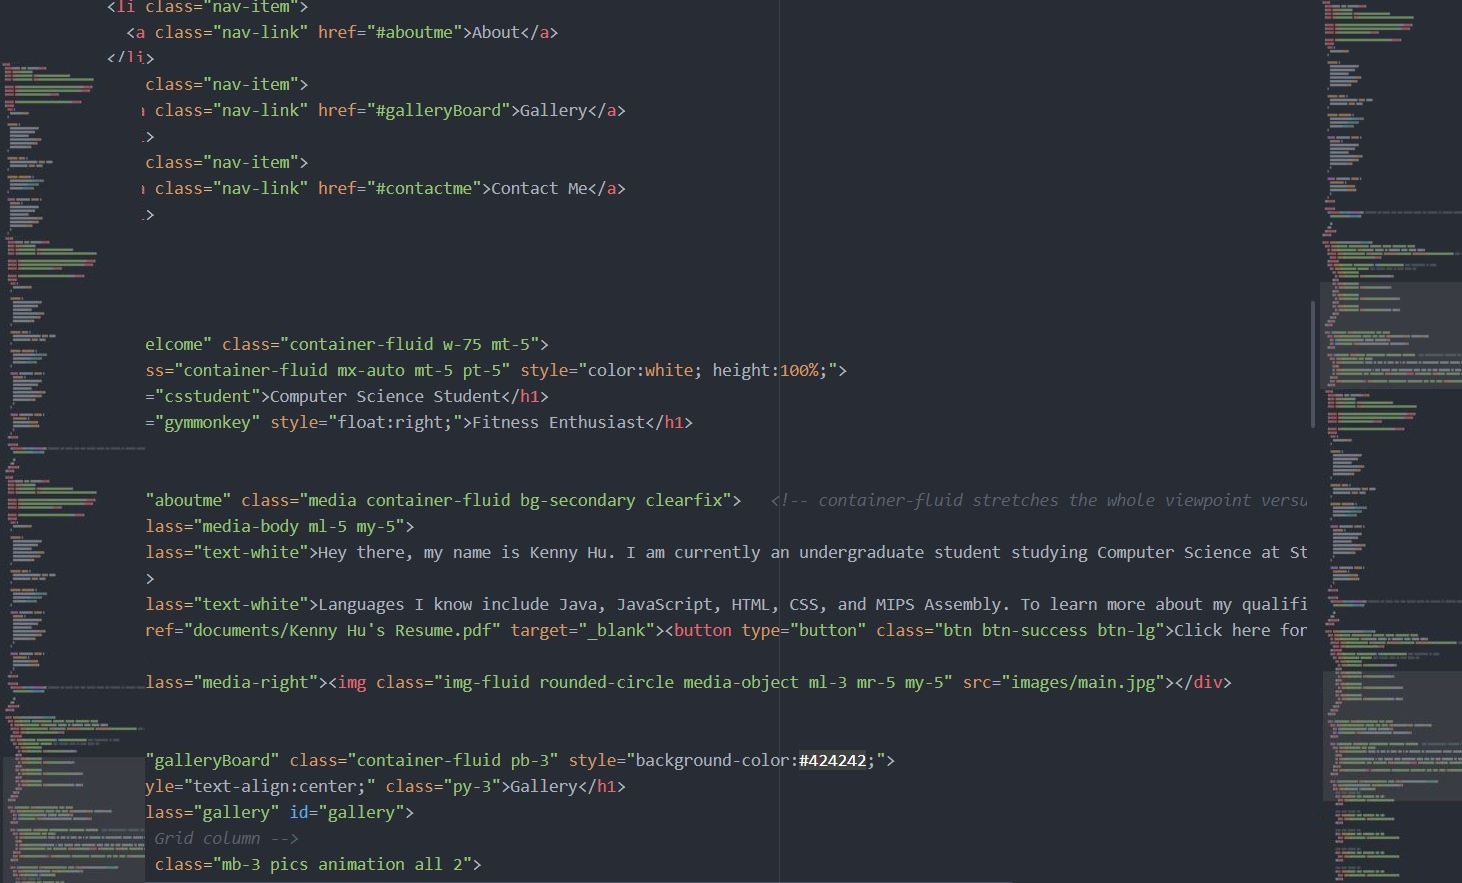 <li class="nav-item">
<a class="nav-link" href="#aboutme">About</a>
</li>
class="nav-item">
class="nav-link" href="#galleryBoard">Gallery</a>
>
class="nav-item">
class="nav-link" href="#contactme">Contact Me</a>
>
elcome" class="container-fluid w-75 mt-5">
ss="container-fluid mx-auto mt-5 pt-5" style="color:white; height:100%;">
="csstudent">Computer Science Student</h1>
="gymmonkey" style="float:right;">Fitness Enthusiast</h1>
"aboutme" class="media container-fluid bg-secondary clearfix"> <!-- container-fluid stretches the whole viewpoint versu
lass="media-body ml-5 my-5">
lass="text-white">Hey there, my name is Kenny Hu. I am currently an undergraduate student studying Computer Science at St
>
lass="text-white">Languages I know include Java, JavaScript, HTML, CSS, and MIPS Assembly. To learn more about my qualifi
ref="documents/Kenny Hu's Resume.pdf" target="_blank"><button type="button" class="btn btn-success btn-lg">Click here for
lass="media-right"><img class="img-fluid rounded-circle media-object ml-3 mr-5 my-5" src="images/main.jpg"></div>
"galleryBoard" class="container-fluid pb-3" style="background-color:#424242;">
yle="text-align:center;" class="py-3">Gallery</h1>
lass="gallery" id="gallery">
Grid column -->
class="mb-3 pics animation all 2">